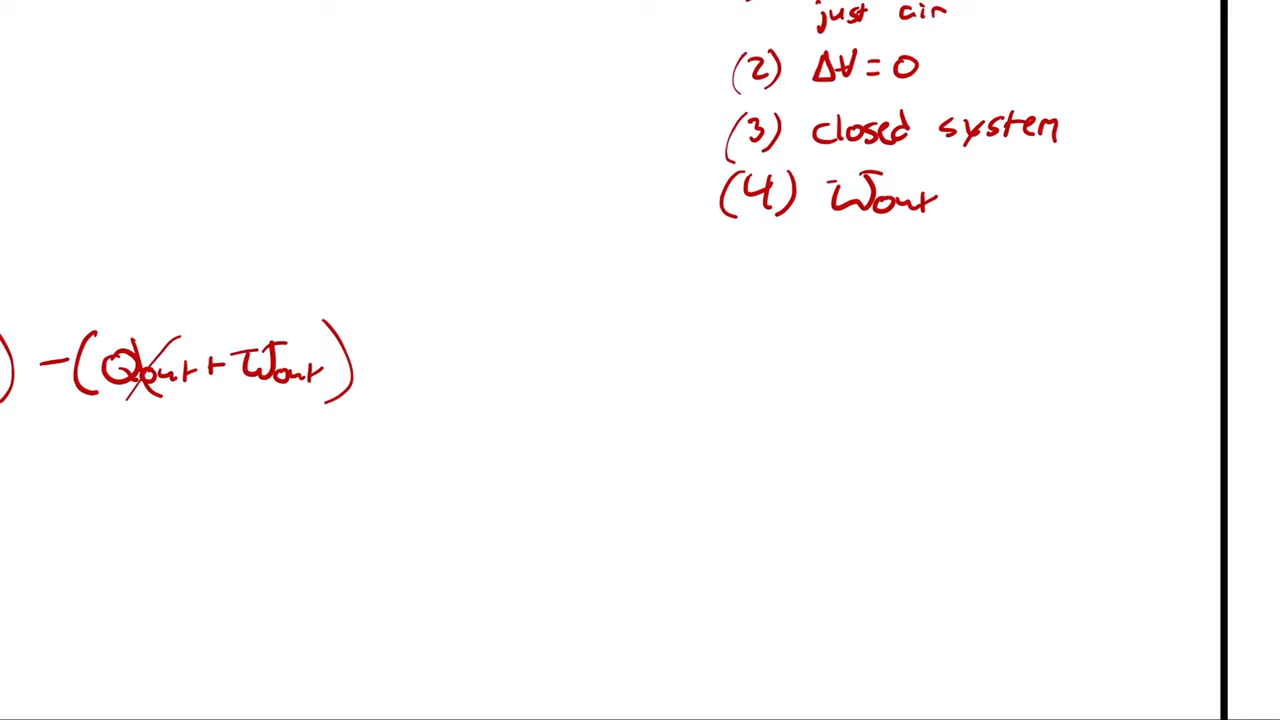 just air
(2) ΔV = 0
(3) closed system
(4) Wout
) - (Qout + Wout)